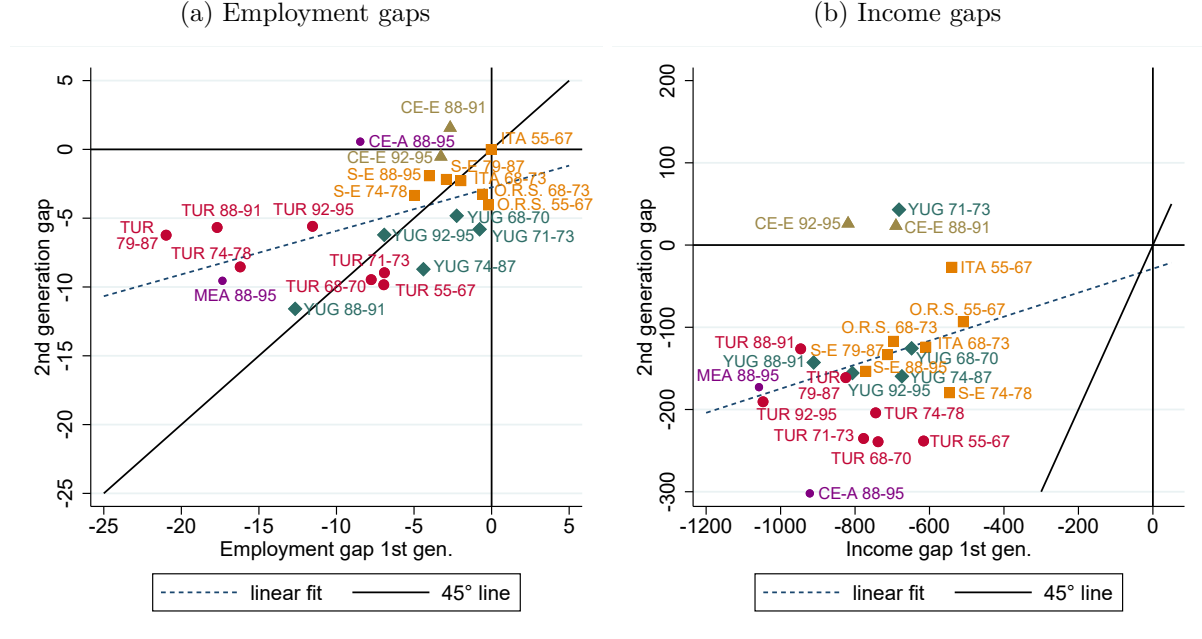 (a) Employment gaps
2nd generation gap
5
0
-5
-10
-15
-20
-25
CE-E 88-91
ITA 55-67
CE-A 88-95
CE-E 92-95
S-E 79-87
S-E 88-95
ITA 68-73
S-E 74-78
O.R.S. 68-73
O.R.S. 55-67
TUR 88-91
TUR 92-95
YUG 68-70
TUR
79-87
YUG 92-95
YUG 71-73
TUR 74-78
TUR 71-73
YUG 74-87
MEA 88-95
TUR 68-70
TUR 55-67
YUG 88-91
-25 -20 -15 -10 -5 0 5
Employment gap 1st gen.
linear fit 45° line
(b) Income gaps
2nd generation gap
200
100
0
-100
-200
-300
YUG 71-73
CE-E 92-95
CE-E 88-91
ITA 55-67
O.R.S. 55-67
O.R.S. 68-73
TUR 88-91
S-E 79-87
ITA 68-73
YUG 88-91
YUG 68-70
S-E 88-95
MEA 88-95
TUR
79-87
YUG 74-87
YUG 92-95
S-E 74-78
TUR 92-95
TUR 74-78
TUR 71-73
TUR 55-67
TUR 68-70
CE-A 88-95
-1200 -1000 -800 -600 -400 -200 0
Income gap 1st gen.
linear fit 45° line